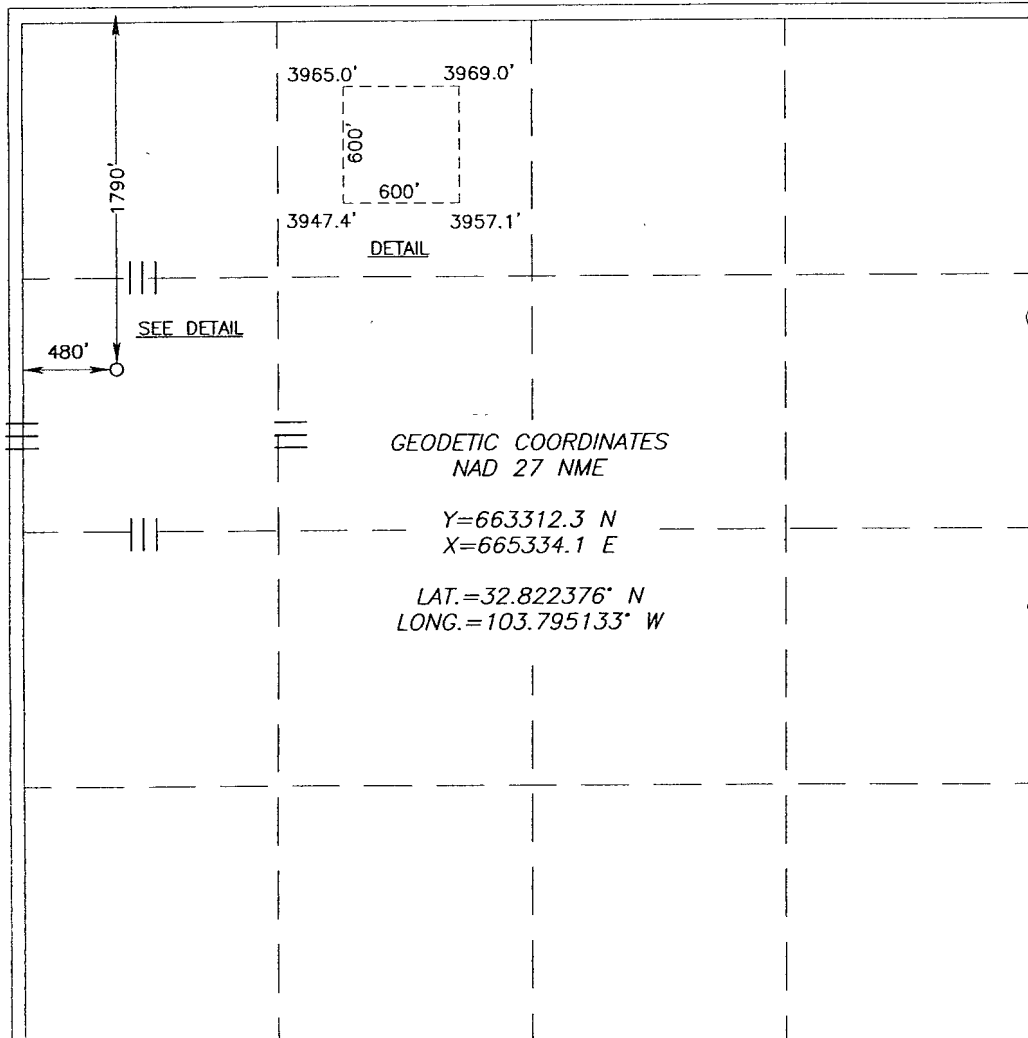 3965.0' 3969.0'
600'
1790'
600'
3947.4' 3957.1'
DETAIL
SEE DETAIL
480'
GEODETIC COORDINATES
NAD 27 NME
Y=663312.3 N
X=665334.1 E
LAT.=32.822376° N
LONG.=103.795133° W